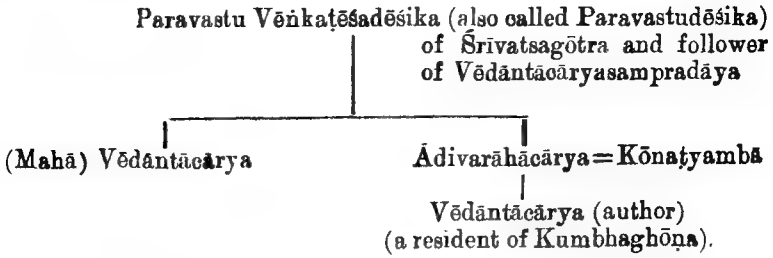 Paravastu Vēṅkaṭēśadēśika (also called Paravastudēśika)
of Śrīvatsagōtra and follower
of Vēdāntācāryasampradāya
(Mahā) Vēdāntācārya Ādivarāhācārya=Kōnaṭyambā
Vēdāntācārya (author)
(a resident of Kumbhaghōṇa).